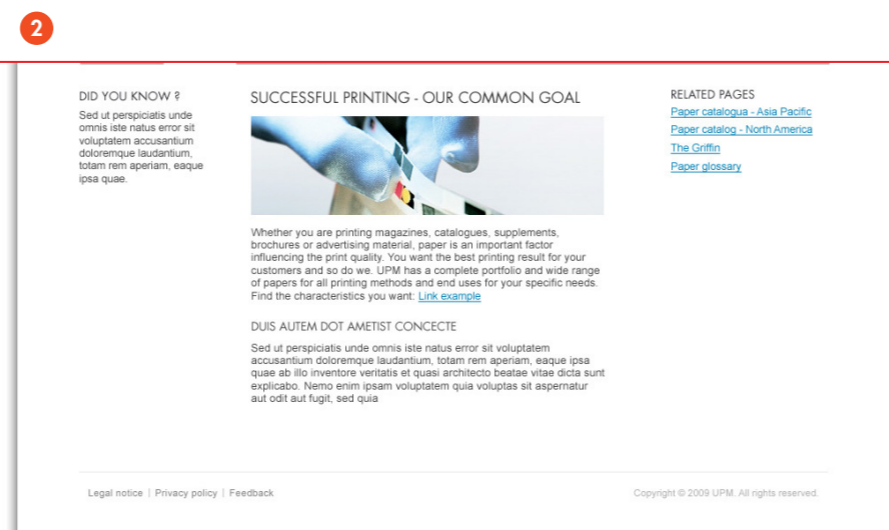 2
DID YOU KNOW ?
Sed ut perspiciatis unde
omnis iste natus error sit
voluptatem accusantium
doloremque laudantium,
totam rem aperiam, eaque
ipsa quae.
SUCCESSFUL PRINTING - OUR COMMON GOAL
Whether you are printing magazines, catalogues, supplements,
brochures or advertising material, paper is an important factor
influencing the print quality. You want the best printing result for your
customers and so do we. UPM has a complete portfolio and wide range
of papers for all printing methods and end uses for your specific needs.
Find the characteristics you want: Link example
DUIS AUTEM DOT AMETIST CONCECTE
Sed ut perspiciatis unde omnis iste natus error sit voluptatem
accusantium doloremque laudantium, totam rem aperiam, eaque ipsa
quae ab illo inventore veritatis et quasi architecto beatae vitae dicta sunt
explicabo. Nemo enim ipsam voluptatem quia voluptas sit aspernatur
aut odit aut fugit, sed quia
RELATED PAGES
Paper catalogua - Asia Pacific
Paper catalog - North America
The Griffin
Paper glossary
Legal notice | Privacy policy | Feedback
Copyright © 2009 UPM. All rights reserved.